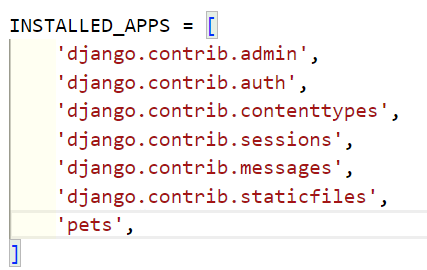 INSTALLED_APPS = [
    'django.contrib.admin',
    'django.contrib.auth',
    'django.contrib.contenttypes',
    'django.contrib.sessions',
    'django.contrib.messages',
    'django.contrib.staticfiles',
    'pets',
]